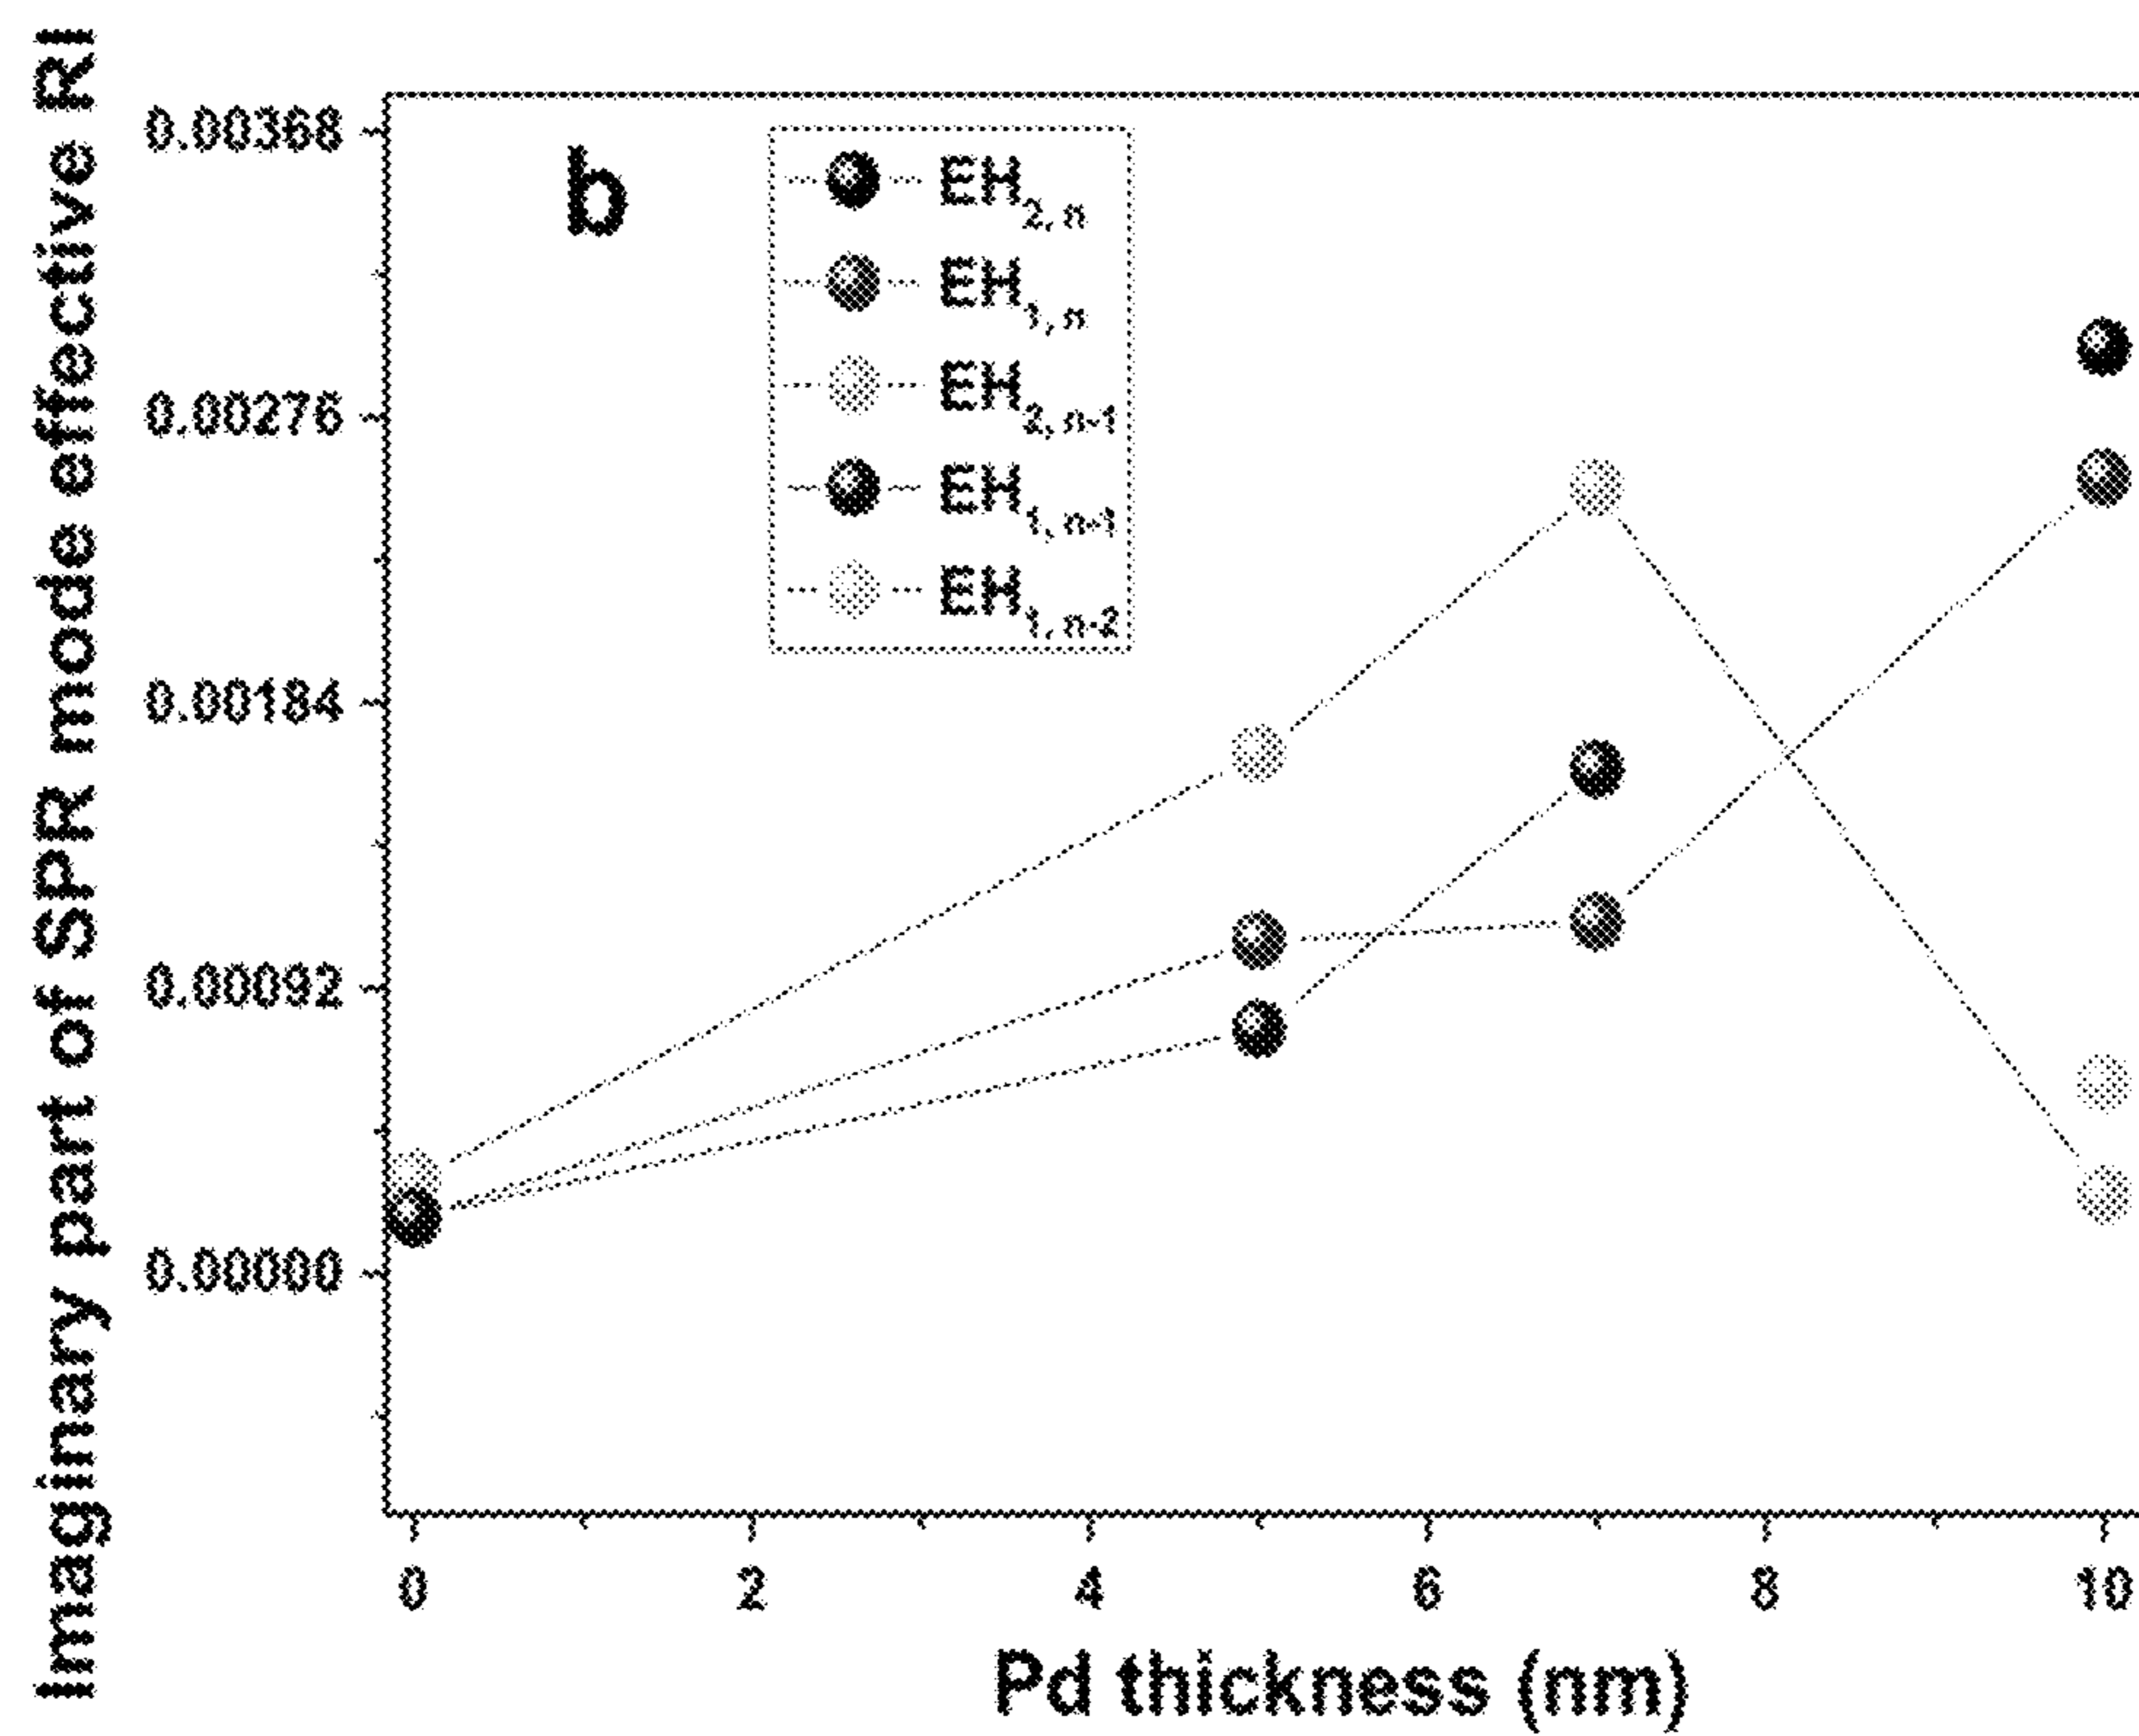 Imaginary part of SPR mode effective RI
0.00368
0.00276
0.00184
0.00092
0.00000
b
EH2,n
EH1,n
EH2,n-1
EH1,n-1
EH1,n-2
0 2 4 6 8 10
Pd thickness (nm)